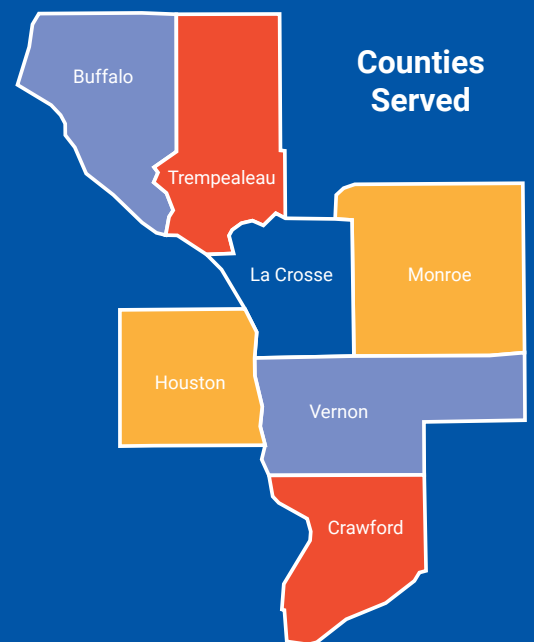 Counties
Served
Buffalo
Trempealeau
La Crosse
Monroe
Houston
Vernon
Crawford